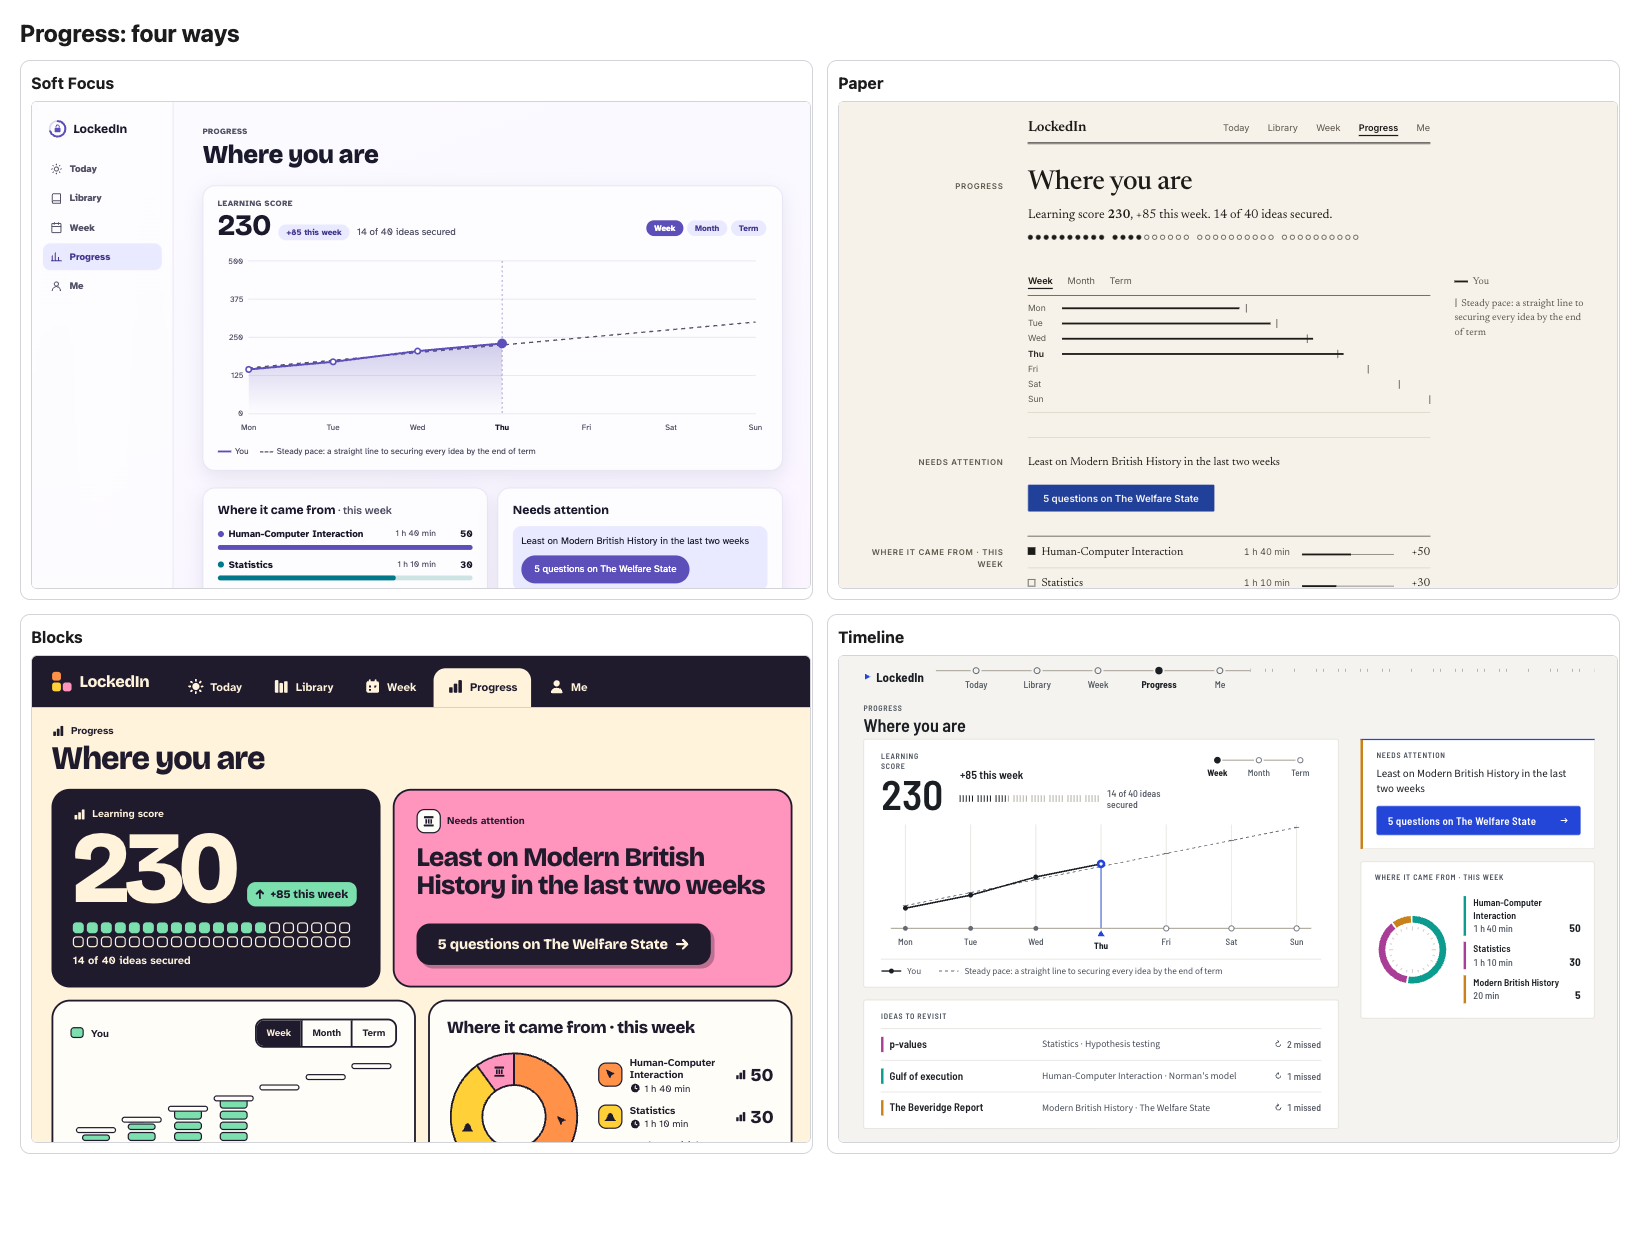 Progress: four ways
Soft Focus
LockedIn
Today
Library
Week
Progress
Me
PROGRESS
Where you are
LEARNING SCORE
230 +85 this week 14 of 40 ideas secured
Week Month Term
500
375
250
125
0
Mon Tue Wed Thu Fri Sat Sun
You Steady pace: a straight line to securing every idea by the end of term
Where it came from · this week
Human-Computer Interaction 1 h 40 min 50
Statistics 1 h 10 min 30
Needs attention
Least on Modern British History in the last two weeks
5 questions on The Welfare State
Paper
LockedIn Today Library Week Progress Me
PROGRESS
Where you are
Learning score 230, +85 this week. 14 of 40 ideas secured.
Week Month Term
Mon
Tue
Wed
Thu
Fri
Sat
Sun
You
Steady pace: a straight line to
securing every idea by the end
of term
NEEDS ATTENTION
Least on Modern British History in the last two weeks
5 questions on The Welfare State
WHERE IT CAME FROM · THIS
WEEK
Human-Computer Interaction 1 h 40 min +50
Statistics 1 h 10 min +30
Blocks
LockedIn Today Library Week Progress Me
Progress
Where you are
Learning score
230
+85 this week
14 of 40 ideas secured
Needs attention
Least on Modern British
History in the last two weeks
5 questions on The Welfare State
You
Week Month Term
Where it came from · this week
Human-Computer
Interaction
1 h 40 min
50
Statistics
1 h 10 min
30
Timeline
LockedIn
Today Library Week Progress Me
PROGRESS
Where you are
LEARNING
SCORE
230
+85 this week
14 of 40 ideas
secured
Week Month Term
Mon Tue Wed Thu Fri Sat Sun
You Steady pace: a straight line to securing every idea by the end of term
IDEAS TO REVISIT
p-values Statistics · Hypothesis testing 2 missed
Gulf of execution Human-Computer Interaction · Norman's model 1 missed
The Beveridge Report Modern British History · The Welfare State 1 missed
NEEDS ATTENTION
Least on Modern British History in the last
two weeks
5 questions on The Welfare State
WHERE IT CAME FROM · THIS WEEK
Human-Computer
Interaction
1 h 40 min 50
Statistics
1 h 10 min 30
Modern British History
20 min 5